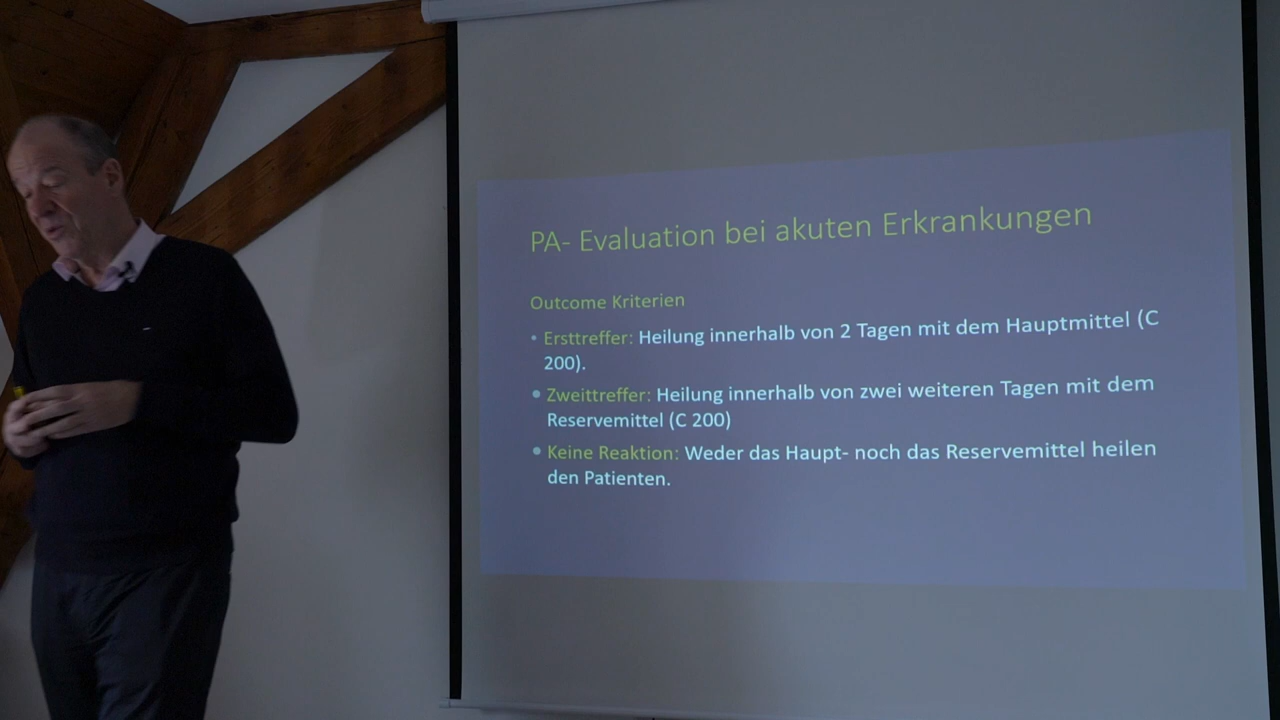 PA- Evaluation bei akuten Erkrankungen
Outcome Kriterien
• Ersttreffer: Heilung innerhalb von 2 Tagen mit dem Hauptmittel (C
200).
• Zweittreffer: Heilung innerhalb von zwei weiteren Tagen mit dem
Reservemittel (C 200)
• Keine Reaktion: Weder das Haupt- noch das Reservemittel heilen
den Patienten.